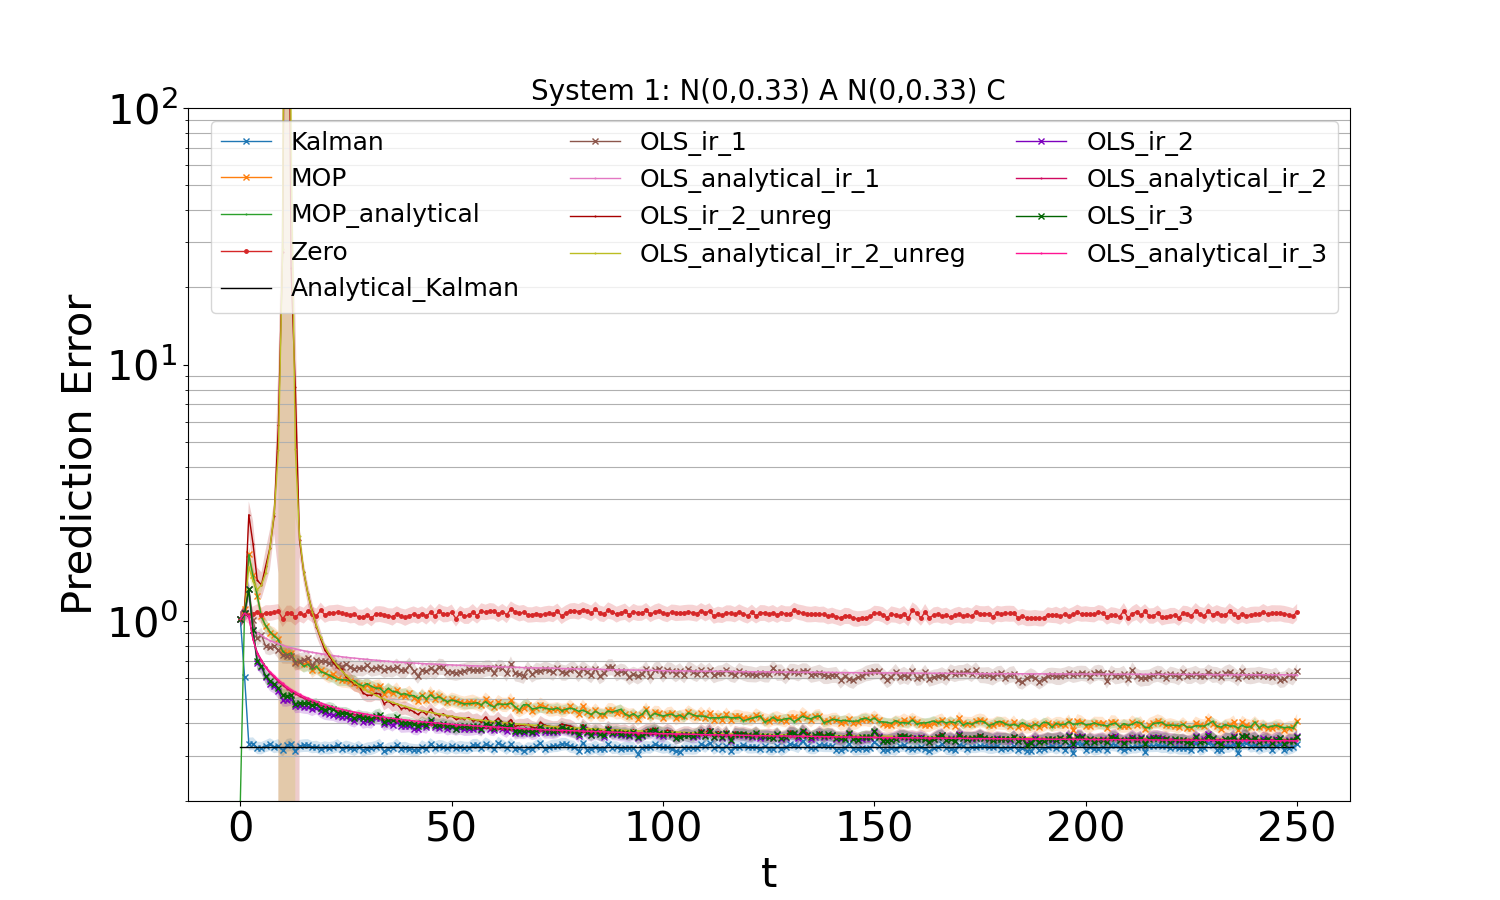 System 1: N(0,0.33) A N(0,0.33) C
10²
10¹
10⁰
Prediction Error
Kalman
MOP
MOP_analytical
Zero
Analytical_Kalman
OLS_ir_1
OLS_analytical_ir_1
OLS_ir_2_unreg
OLS_analytical_ir_2_unreg
OLS_ir_2
OLS_analytical_ir_2
OLS_ir_3
OLS_analytical_ir_3
0 50 100 150 200 250
t